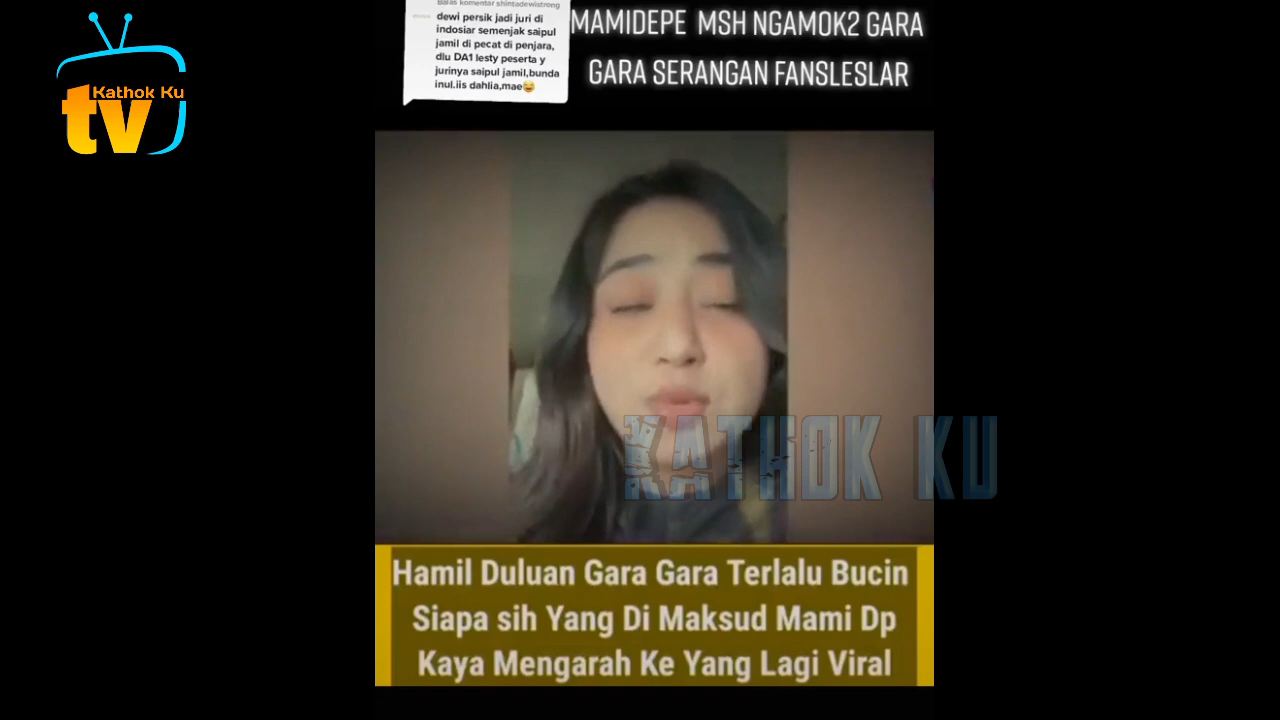 Balas komentar shintadewistrong
dewi persik jadi juri di
indosiar semenjak saipul
jamil di pecat di penjara,
dlu DA1 lesty peserta y
jurinya saipul jamil,bunda
inul.iis dahlia,mae😆
MAMIDEPE MSH NGAMOK2 GARA
GARA SERANGAN FANSLESLAR
Kathok Ku
tv
KATHOK KU
Hamil Duluan Gara Gara Terlalu Bucin
Siapa sih Yang Di Maksud Mami Dp
Kaya Mengarah Ke Yang Lagi Viral